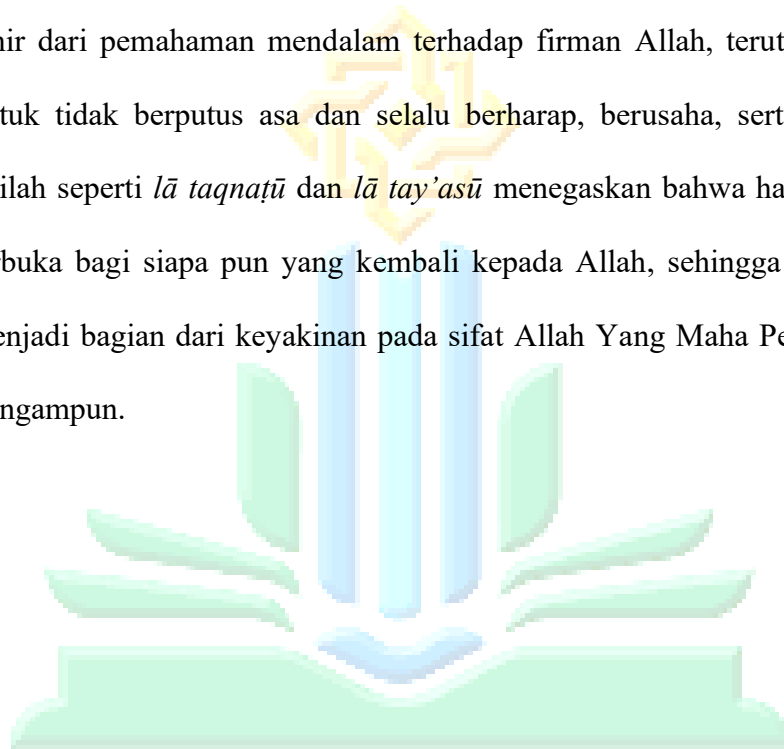 hir dari pemahaman mendalam terhadap firman Allah, terut
tuk tidak berputus asa dan selalu berharap, berusaha, sert
ilah seperti lā taqnaṭū dan lā tay’asū menegaskan bahwa ha
rbuka bagi siapa pun yang kembali kepada Allah, sehingga
enjadi bagian dari keyakinan pada sifat Allah Yang Maha Pe
ngampun.